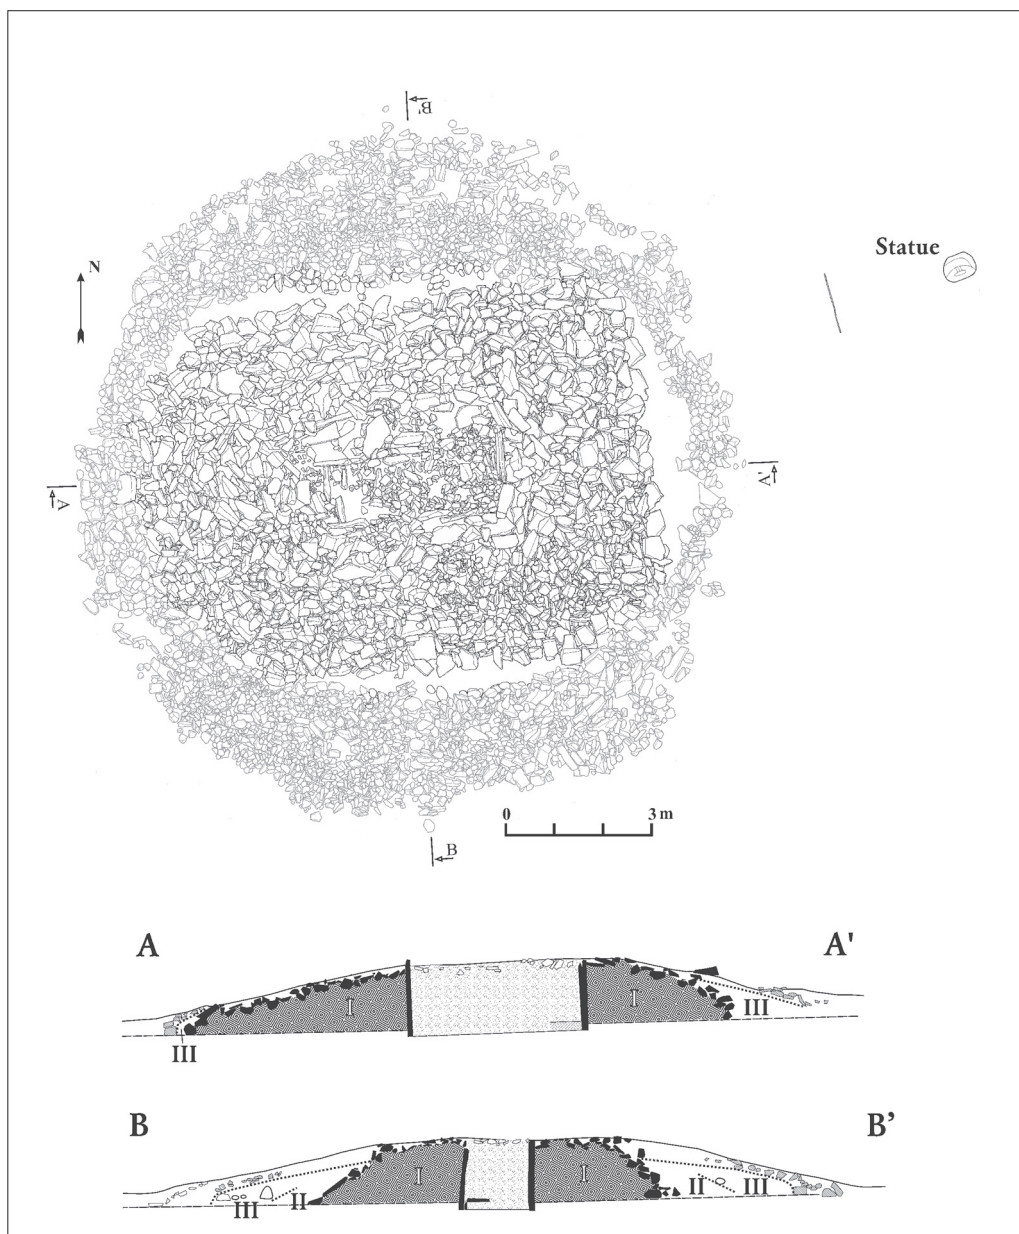 B'
Statue
N
A
A'
0 3 m
B
A A'
I I
III III
B B’
I I
III II II III